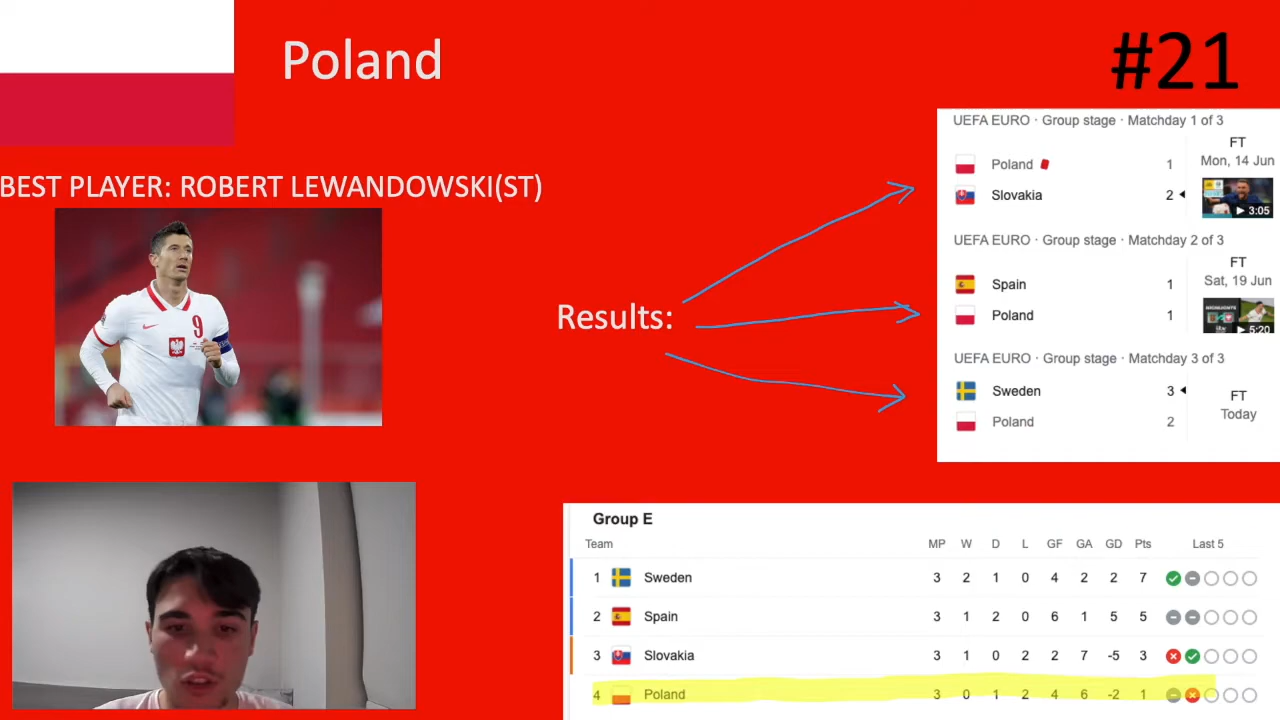 Poland
#21
BEST PLAYER: ROBERT LEWANDOWSKI(ST)
9
Results:
UEFA EURO · Group stage · Matchday 1 of 3
Poland 1
Slovakia 2
FT
Mon, 14 Jun
3:05
UEFA EURO · Group stage · Matchday 2 of 3
Spain 1
Poland 1
FT
Sat, 19 Jun
5:20
UEFA EURO · Group stage · Matchday 3 of 3
Sweden 3
Poland 2
FT
Today
Group E
Team MP W D L GF GA GD Pts Last 5
1 Sweden 3 2 1 0 4 2 2 7
2 Spain 3 1 2 0 6 1 5 5
3 Slovakia 3 1 0 2 2 7 -5 3
4 Poland 3 0 1 2 4 6 -2 1